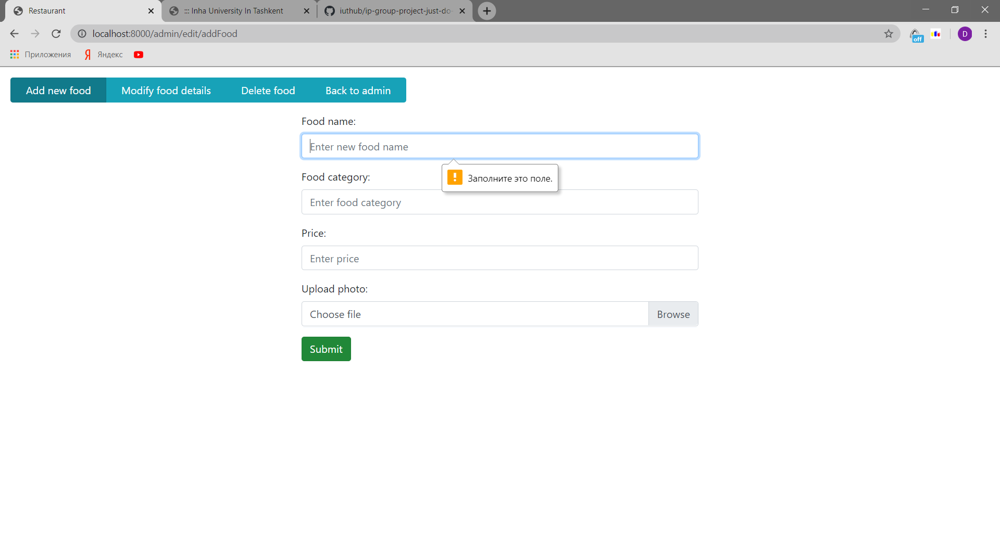 Restaurant
::: Inha University In Tashkent
iuthub/ip-group-project-just-do-
localhost:8000/admin/edit/addFood
off
D
Приложения
Яндекс
Add new food
Modify food details
Delete food
Back to admin
Food name:
Enter new food name
Заполните это поле.
Food category:
Enter food category
Price:
Enter price
Upload photo:
Choose file
Browse
Submit